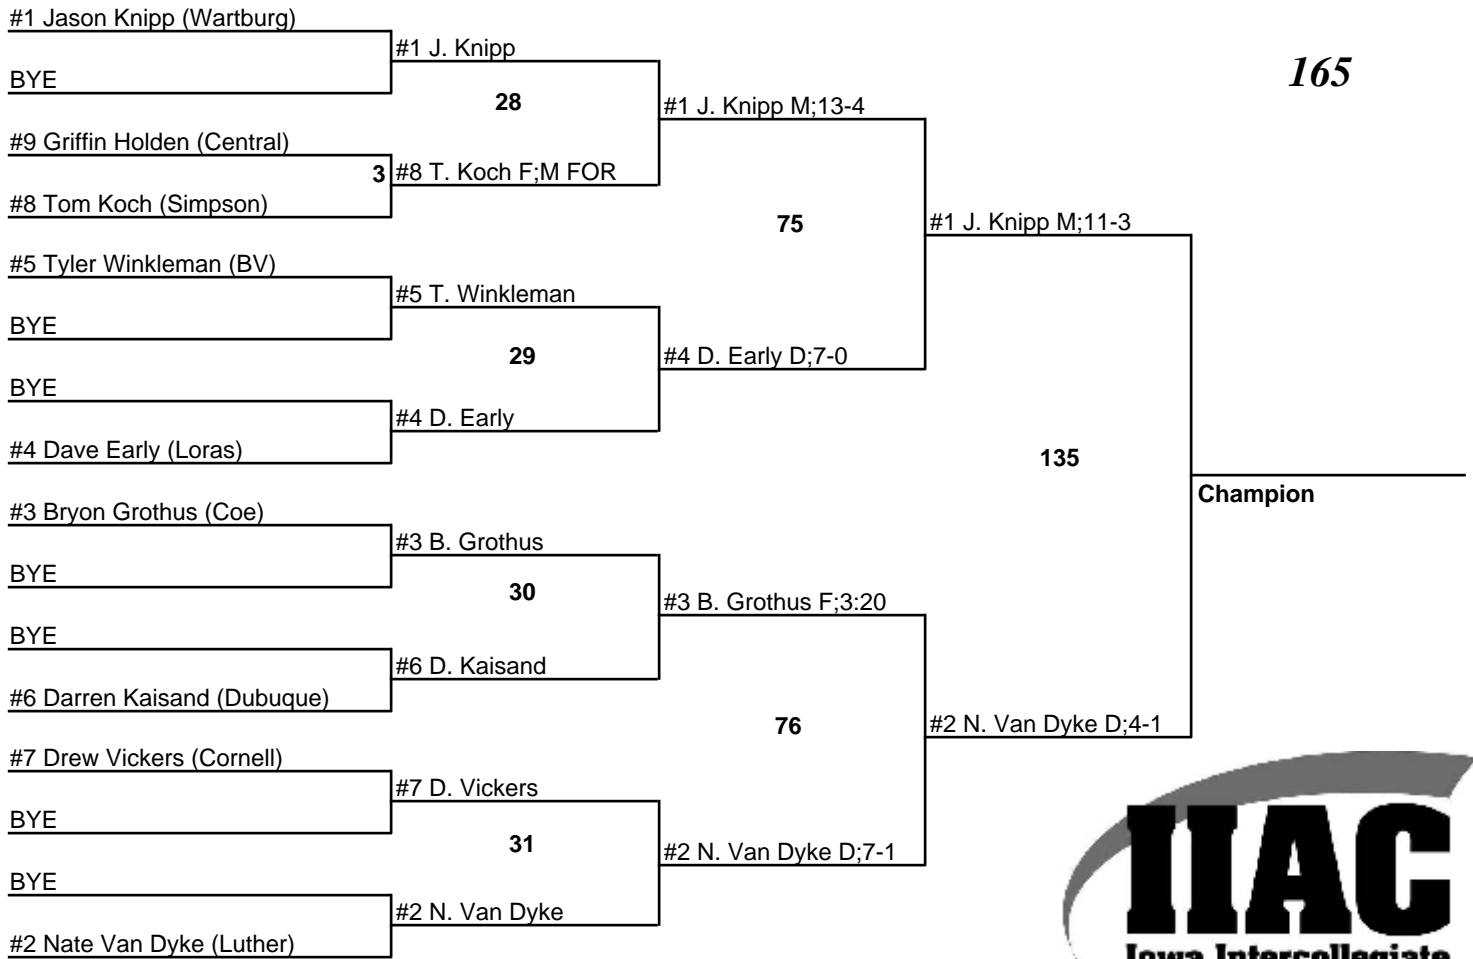 #1 Jason Knipp (Wartburg)
#1 J. Knipp
165
BYE
28
#1 J. Knipp M;13-4
#9 Griffin Holden (Central)
3
#8 T. Koch F;M FOR
#8 Tom Koch (Simpson)
75
#1 J. Knipp M;11-3
#5 Tyler Winkleman (BV)
#5 T. Winkleman
BYE
29
#4 D. Early D;7-0
BYE
#4 D. Early
#4 Dave Early (Loras)
135
Champion
#3 Bryon Grothus (Coe)
#3 B. Grothus
BYE
30
#3 B. Grothus F;3:20
BYE
#6 D. Kaisand
#6 Darren Kaisand (Dubuque)
76
#2 N. Van Dyke D;4-1
#7 Drew Vickers (Cornell)
#7 D. Vickers
BYE
31
#2 N. Van Dyke D;7-1
BYE
#2 N. Van Dyke
#2 Nate Van Dyke (Luther)
IIAC
Iowa Intercollegiate